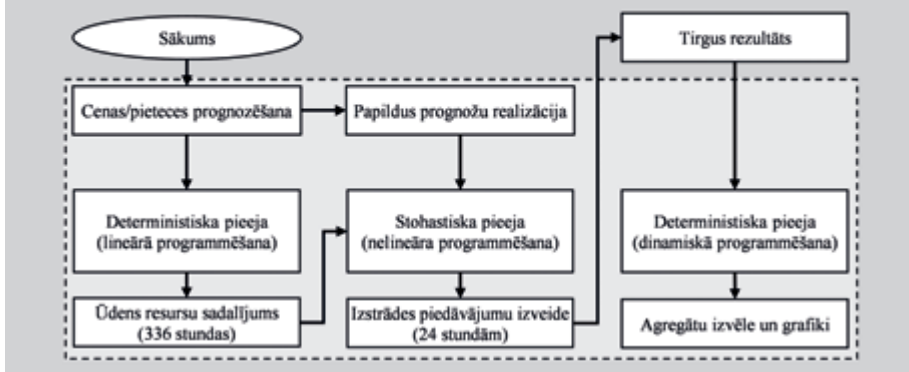 Sākums
Tirgus rezultāts
Cenas/pieteces prognozēšana
Papildus prognožu realizācija
Deterministiska pieeja
(lineārā programmēšana)
Stohastiska pieeja
(nelineāra programmēšana)
Deterministiska pieeja
(dinamiskā programmēšana)
Ūdens resursu sadalījums
(336 stundas)
Izstrādes piedāvājumu izveide
(24 stundām)
Agregātu izvēle un grafiki